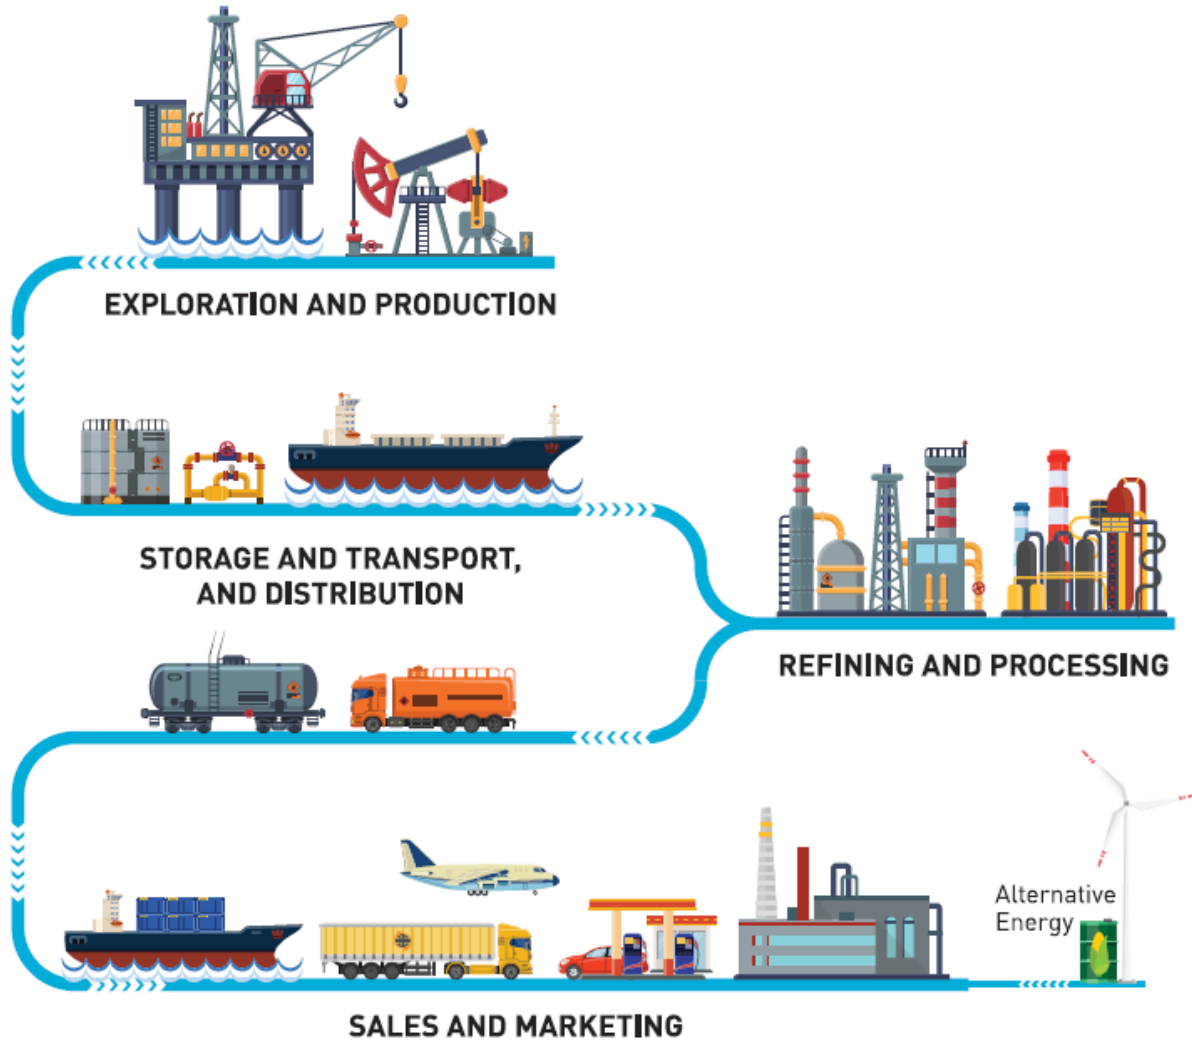 EXPLORATION AND PRODUCTION
STORAGE AND TRANSPORT,
AND DISTRIBUTION
REFINING AND PROCESSING
Alternative
Energy
SALES AND MARKETING